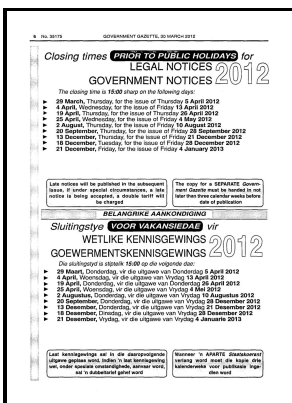 6 No. 35175 GOVERNMENT GAZETTE, 30 MARCH 2012
Closing times PRIOR TO PUBLIC HOLIDAYS for
LEGAL NOTICES
GOVERNMENT NOTICES 2012
The closing time is 15:00 sharp on the following days:
► 29 March, Thursday, for the issue of Thursday 5 April 2012
► 4 April, Wednesday, for the issue of Friday 13 April 2012
► 19 April, Thursday, for the issue of Thursday 26 April 2012
► 25 April, Wednesday, for the issue of Friday 4 May 2012
► 2 August, Thursday, for the issue of Friday 10 August 2012
► 20 September, Thursday, for the issue of Friday 28 September 2012
► 13 December, Thursday, for the issue of Friday 21 December 2012
► 18 December, Tuesday, for the issue of Friday 28 December 2012
► 21 December, Friday, for the issue of Friday 4 January 2013
Late notices will be published in the subsequent
issue, if under special circumstances, a late
notice is being accepted, a double tariff will
be charged
The copy for a SEPARATE Govern-
ment Gazette must be handed in not
later than three calendar weeks before
date of publication
BELANGRIKE AANKONDIGING
Sluitingstye VOOR VAKANSIEDAE vir
WETLIKE KENNISGEWINGS
GOEWERMENTSKENNISGEWINGS 2012
Die sluitingstyd is stiptelik 15:00 op die volgende dae:
► 29 Maart, Donderdag, vir die uitgawe van Donderdag 5 April 2012
► 4 April, Woensdag, vir die uitgawe van Vrydag 13 April 2012
► 19 April, Donderdag, vir die uitgawe van Donderdag 26 April 2012
► 25 April, Woensdag, vir die uitgawe van Vrydag 4 Mei 2012
► 2 Augustus, Donderdag, vir die uitgawe van Vrydag 10 Augustus 2012
► 20 September, Donderdag, vir die uitgawe van Vrydag 28 September 2012
► 13 Desember, Donderdag, vir die uitgawe van Vrydag 21 Desember 2012
► 18 Desember, Dinsdag, vir die uitgawe van Vrydag 28 Desember 2012
► 21 Desember, Vrydag, vir die uitgawe van Vrydag 4 Januarie 2013
Laat kennisgewings sal in die daaropvolgende
uitgawe geplaas word. Indien 'n laat kennisgewing
wel, onder spesiale omstandighede, aanvaar word,
sal 'n dubbeltarief gehef word
Wanneer 'n APARTE Staatskoerant
verlang word moet die kopie drie
kalenderweke voor publikasie inge-
dien word